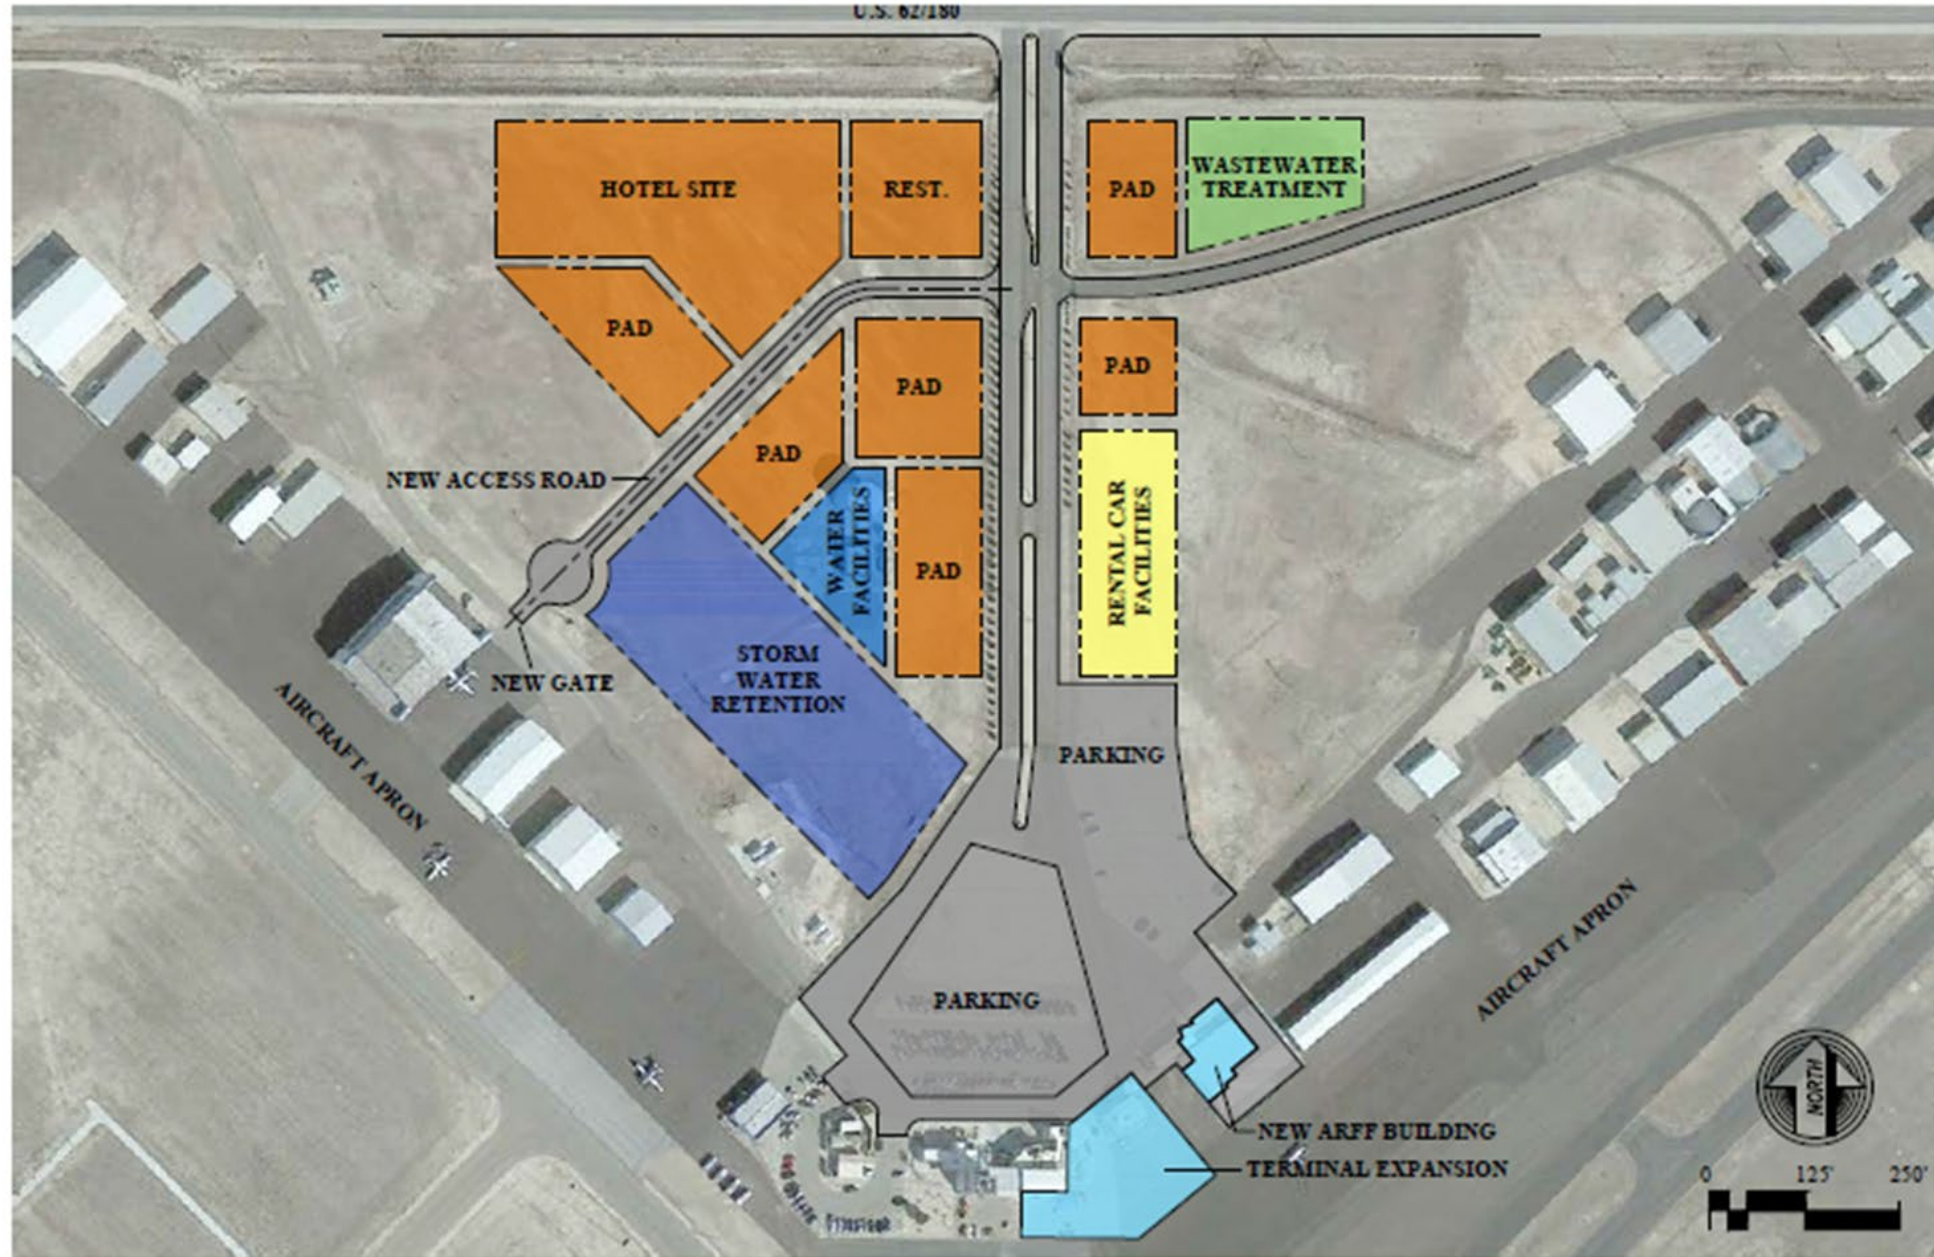 U.S. 62/180
HOTEL SITE
REST.
PAD
WASTEWATER
TREATMENT
PAD
PAD
PAD
PAD
PAD
NEW ACCESS ROAD
WATER
FACILITIES
PAD
RENTAL CAR
FACILITIES
STORM
WATER
RETENTION
NEW GATE
AIRCRAFT APRON
PARKING
PARKING
AIRCRAFT APRON
NORTH
NEW ARFF BUILDING
TERMINAL EXPANSION
0 125' 250'